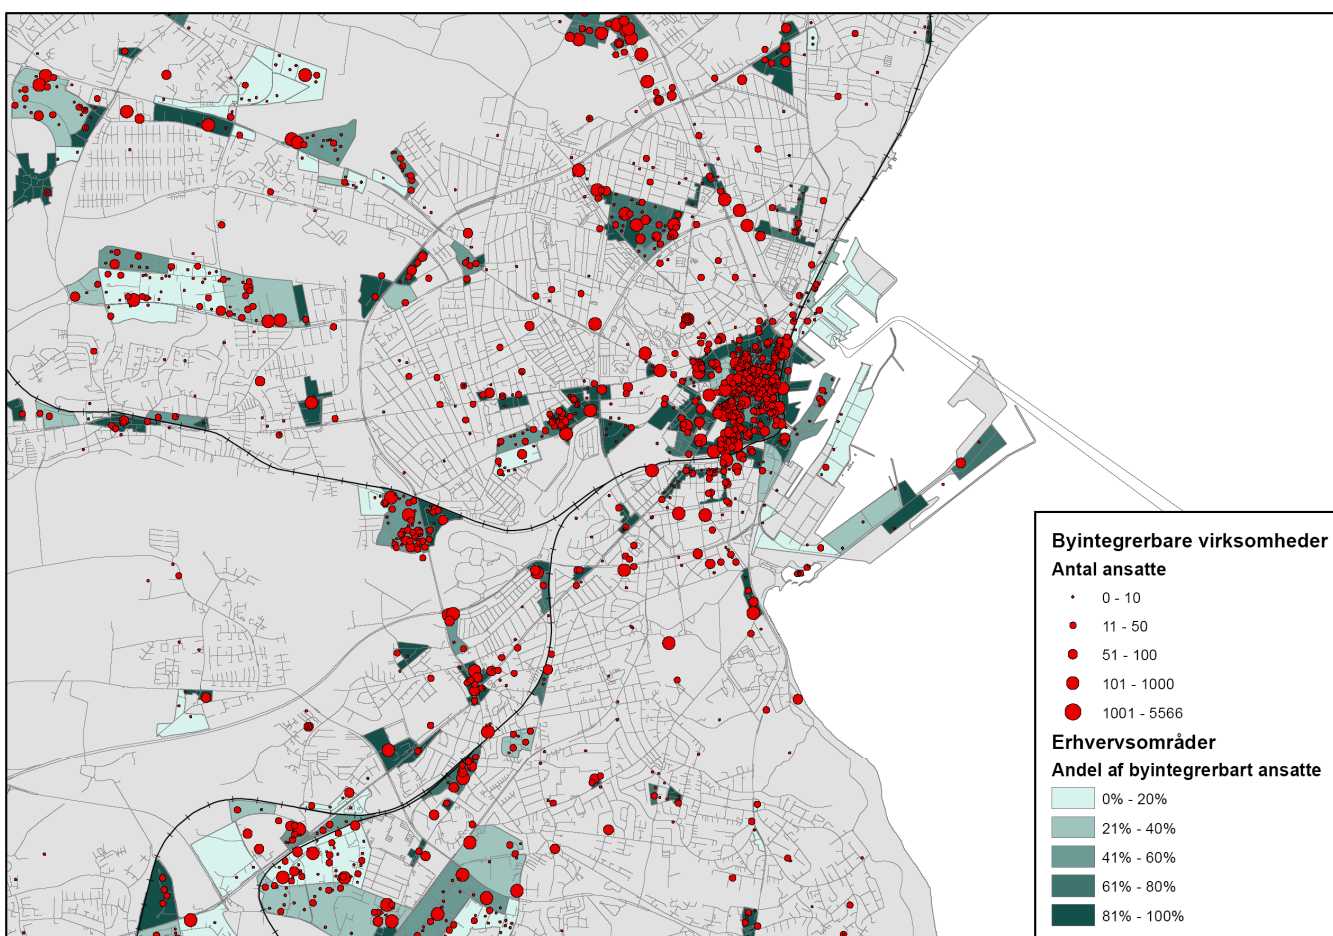 Byintegrerbare virksomheder
Antal ansatte
0 - 10
11 - 50
51 - 100
101 - 1000
1001 - 5566
Erhvervsområder
Andel af byintegrerbart ansatte
0% - 20%
21% - 40%
41% - 60%
61% - 80%
81% - 100%